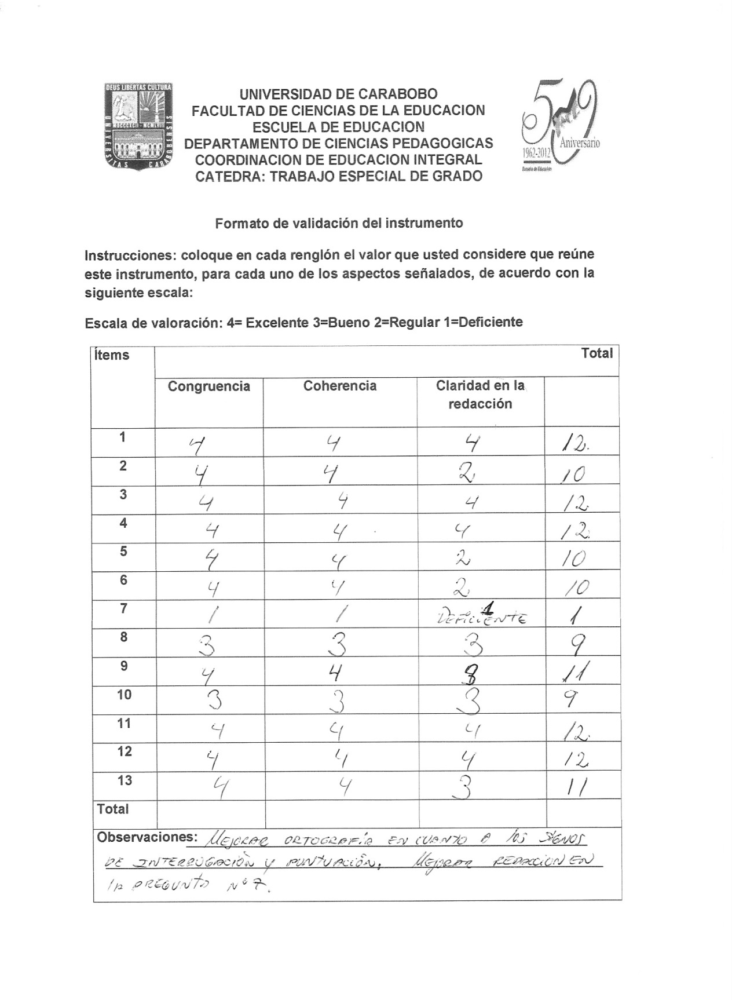 DEUS LIBERTAS CULTURA
UNIVERSITAS CARABOBENSIS
MDCCCXCII - MCMLVIII
UNIVERSIDAD DE CARABOBO
FACULTAD DE CIENCIAS DE LA EDUCACION
ESCUELA DE EDUCACION
DEPARTAMENTO DE CIENCIAS PEDAGOGICAS
COORDINACION DE EDUCACION INTEGRAL
CATEDRA: TRABAJO ESPECIAL DE GRADO
50
Aniversario
1962-2012
Escuela de Educación
Formato de validación del instrumento
Instrucciones: coloque en cada renglón el valor que usted considere que reúne
este instrumento, para cada uno de los aspectos señalados, de acuerdo con la
siguiente escala:
Escala de valoración: 4= Excelente 3=Bueno 2=Regular 1=Deficiente
Ítems Total
Congruencia Coherencia Claridad en la
redacción
1 4 4 4 12.
2 4 4 2 10
3 4 4 4 12.
4 4 4 4 12.
5 4 4 2 10
6 4 4 2 10
7 1 1 DEFICIENTE 1 1
8 3 3 3 9
9 4 4 3 11
10 3 3 3 9
11 4 4 4 12.
12 4 4 4 12.
13 4 4 3 11
Total
Observaciones: MEJORAR ORTOGRAFÍA EN CUANTO A los SIGNOS
DE INTERROGACIÓN Y PUNTUACIÓN. MEJORAR REDACCION EN
la PREGUNTA Nº 7.